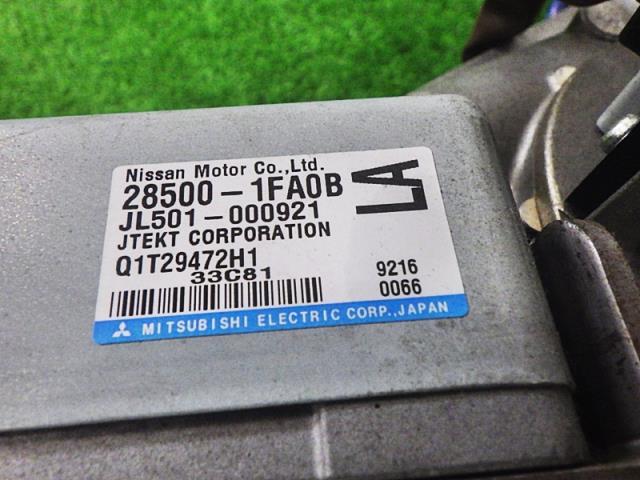 Nissan Motor Co.,Ltd.
28500-1FA0B
LA
JL501-000921
JTEKT CORPORATION
Q1T29472H1
33C81
9216
0066
MITSUBISHI ELECTRIC CORP.,JAPAN